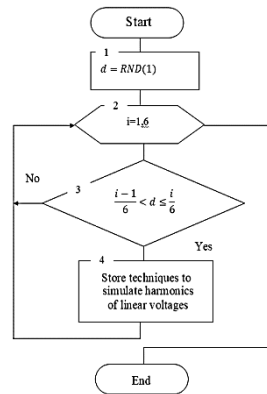 Start
1
d = RND(1)
2
i=1,6
No
3
i−1/6 < d ≤ i/6
Yes
4
Store techniques to
simulate harmonics
of linear voltages
End